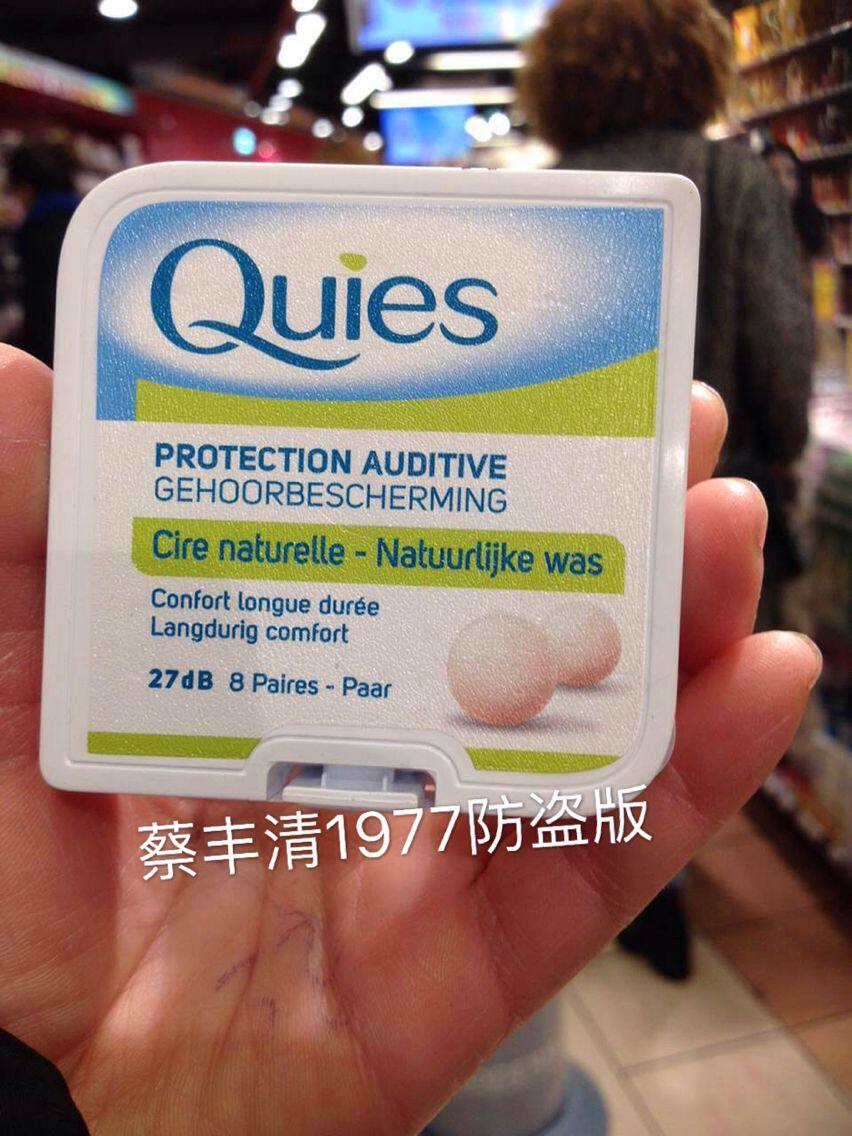 Quies
PROTECTION AUDITIVE
GEHOORBESCHERMING
Cire naturelle - Natuurlijke was
Confort longue durée
Langdurig comfort
27dB 8 Paires - Paar
蔡丰清1977防盗版